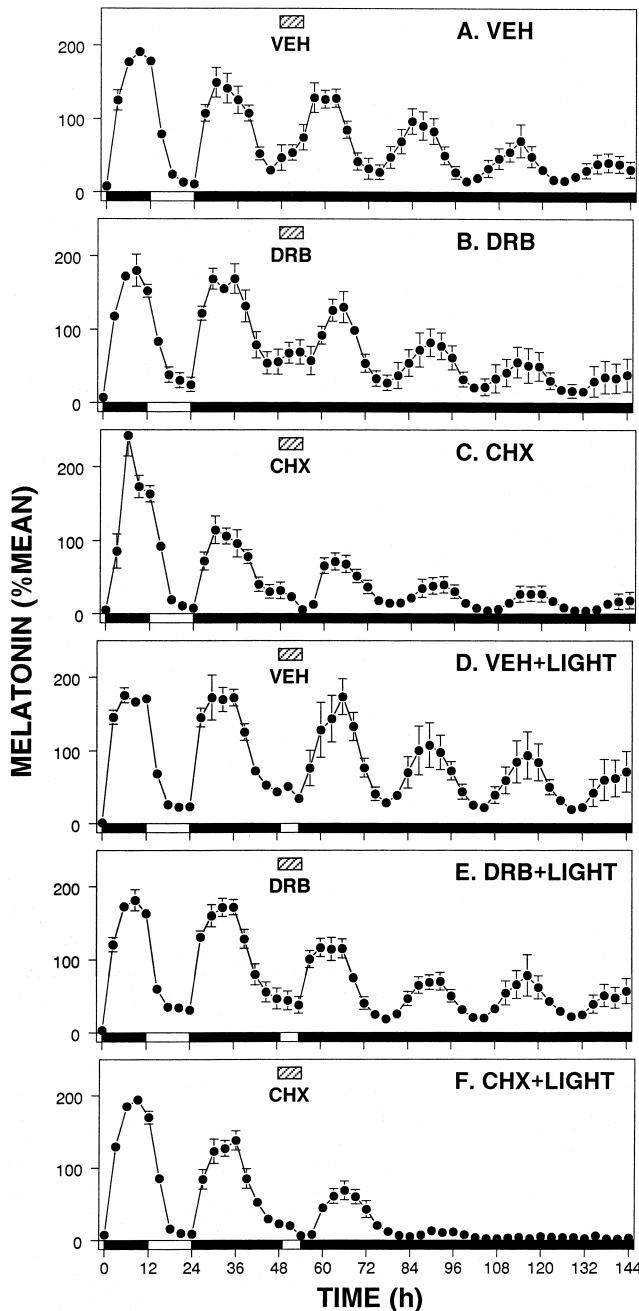 200
100
0
VEH
A. VEH
200
100
0
DRB
B. DRB
200
100
0
CHX
C. CHX
MELATONIN (%MEAN)
200
100
0
VEH
D. VEH+LIGHT
200
100
0
DRB
E. DRB+LIGHT
200
100
0
CHX
F. CHX+LIGHT
0 12 24 36 48 60 72 84 96 108 120 132 144
TIME (h)